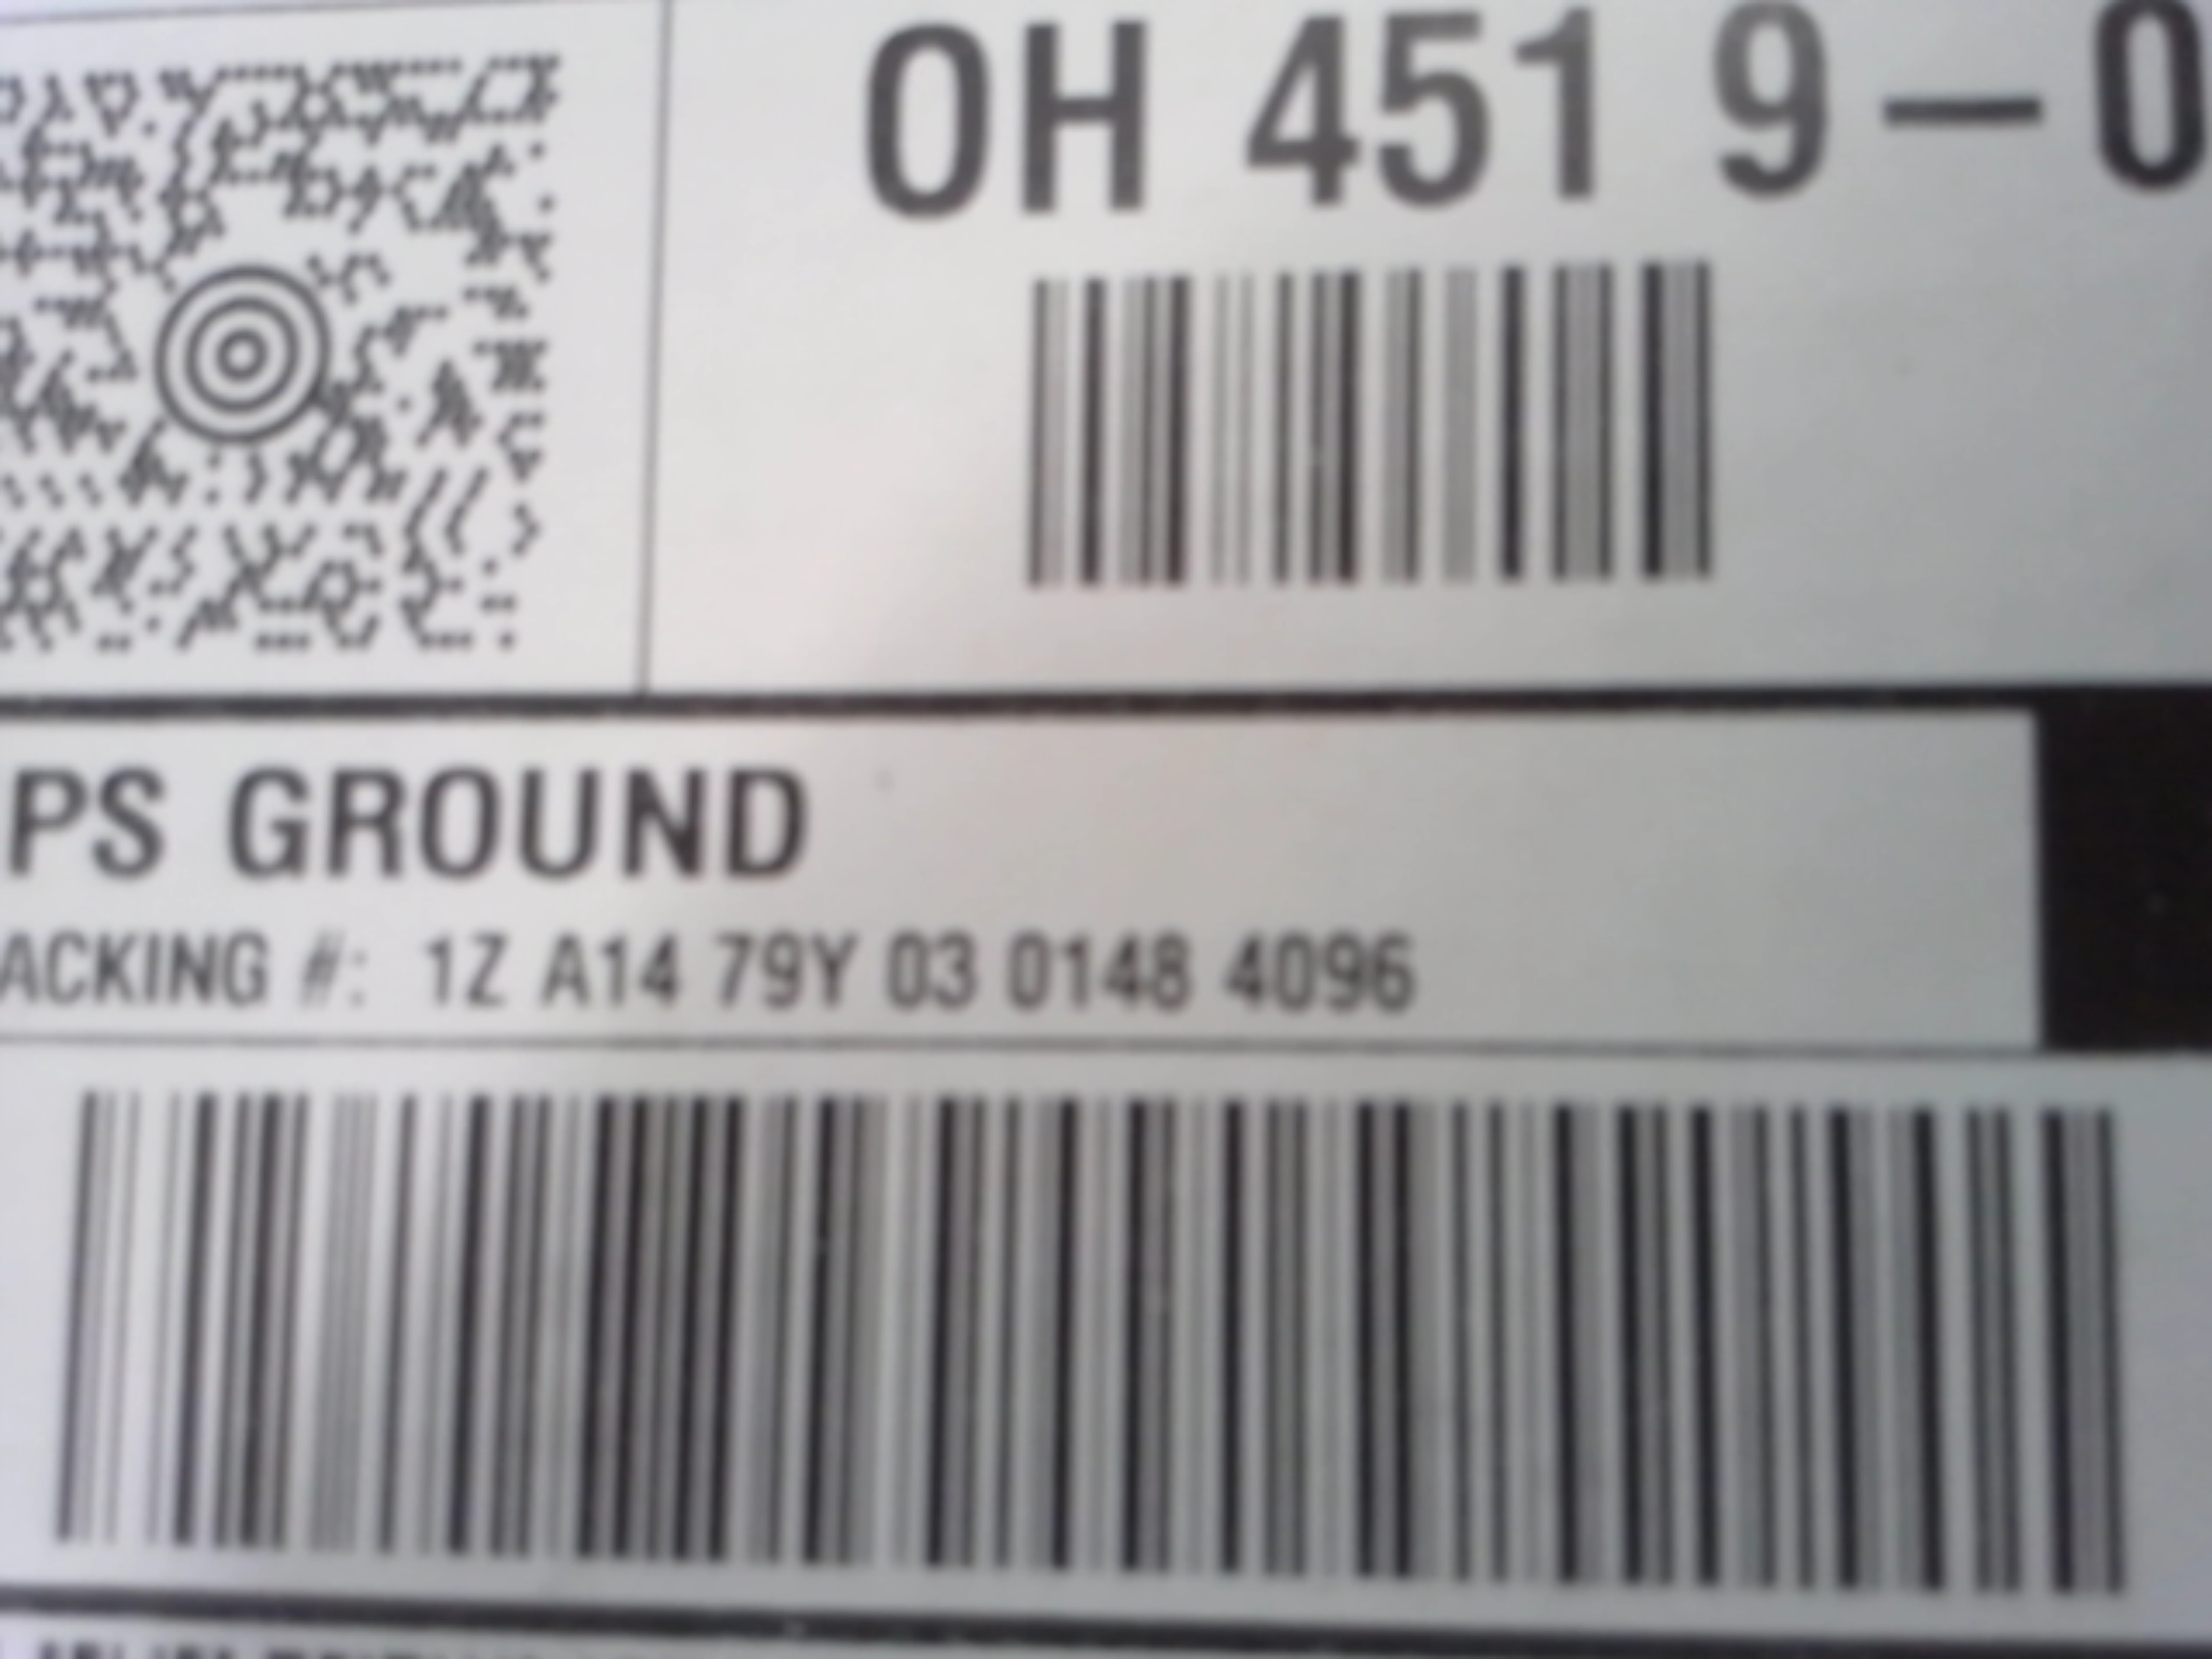 OH 451 9-0
PS GROUND
ACKING #: 1Z A14 79Y 03 0148 4096